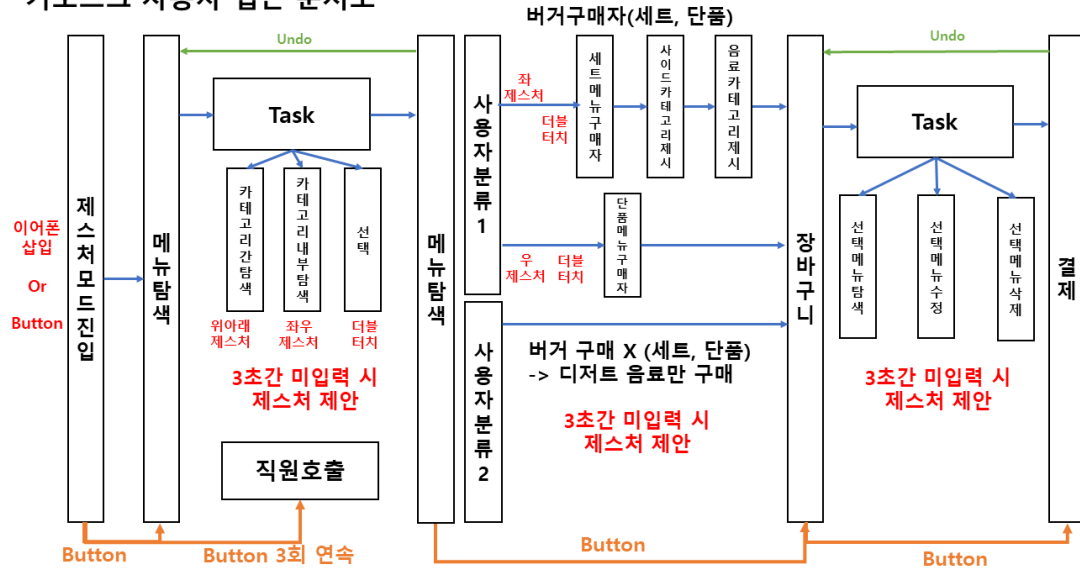 버거구매자(세트, 단품)
Undo
Undo
제스처모드진입
메뉴탐색
Task
카테고리간탐색
카테고리내부탐색
선택
이어폰
삽입
Or
Button
위아래
제스처
좌우
제스처
더블
터치
3초간 미입력 시
제스처 제안
직원호출
메뉴탐색
사용자분류1
좌
제스처
더블
터치
세트메뉴구매자
사이드카테고리제시
음료카테고리제시
우
제스처
더블
터치
단품메뉴구매자
사용자분류2
버거 구매 X (세트, 단품)
-> 디저트 음료만 구매
3초간 미입력 시
제스처 제안
장바구니
Task
선택메뉴탐색
선택메뉴수정
선택메뉴삭제
3초간 미입력 시
제스처 제안
결제
Button
Button 3회 연속
Button
Button